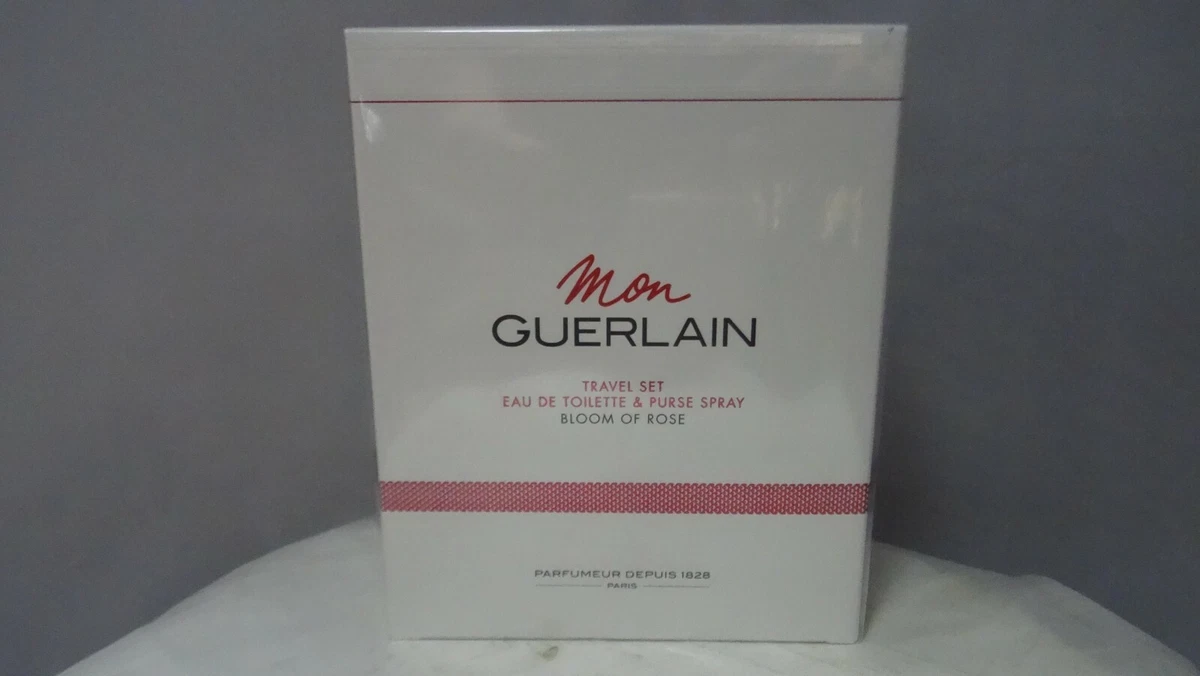 Mon
GUERLAIN
TRAVEL SET
EAU DE TOILETTE & PURSE SPRAY
BLOOM OF ROSE
PARFUMEUR DEPUIS 1828
PARIS